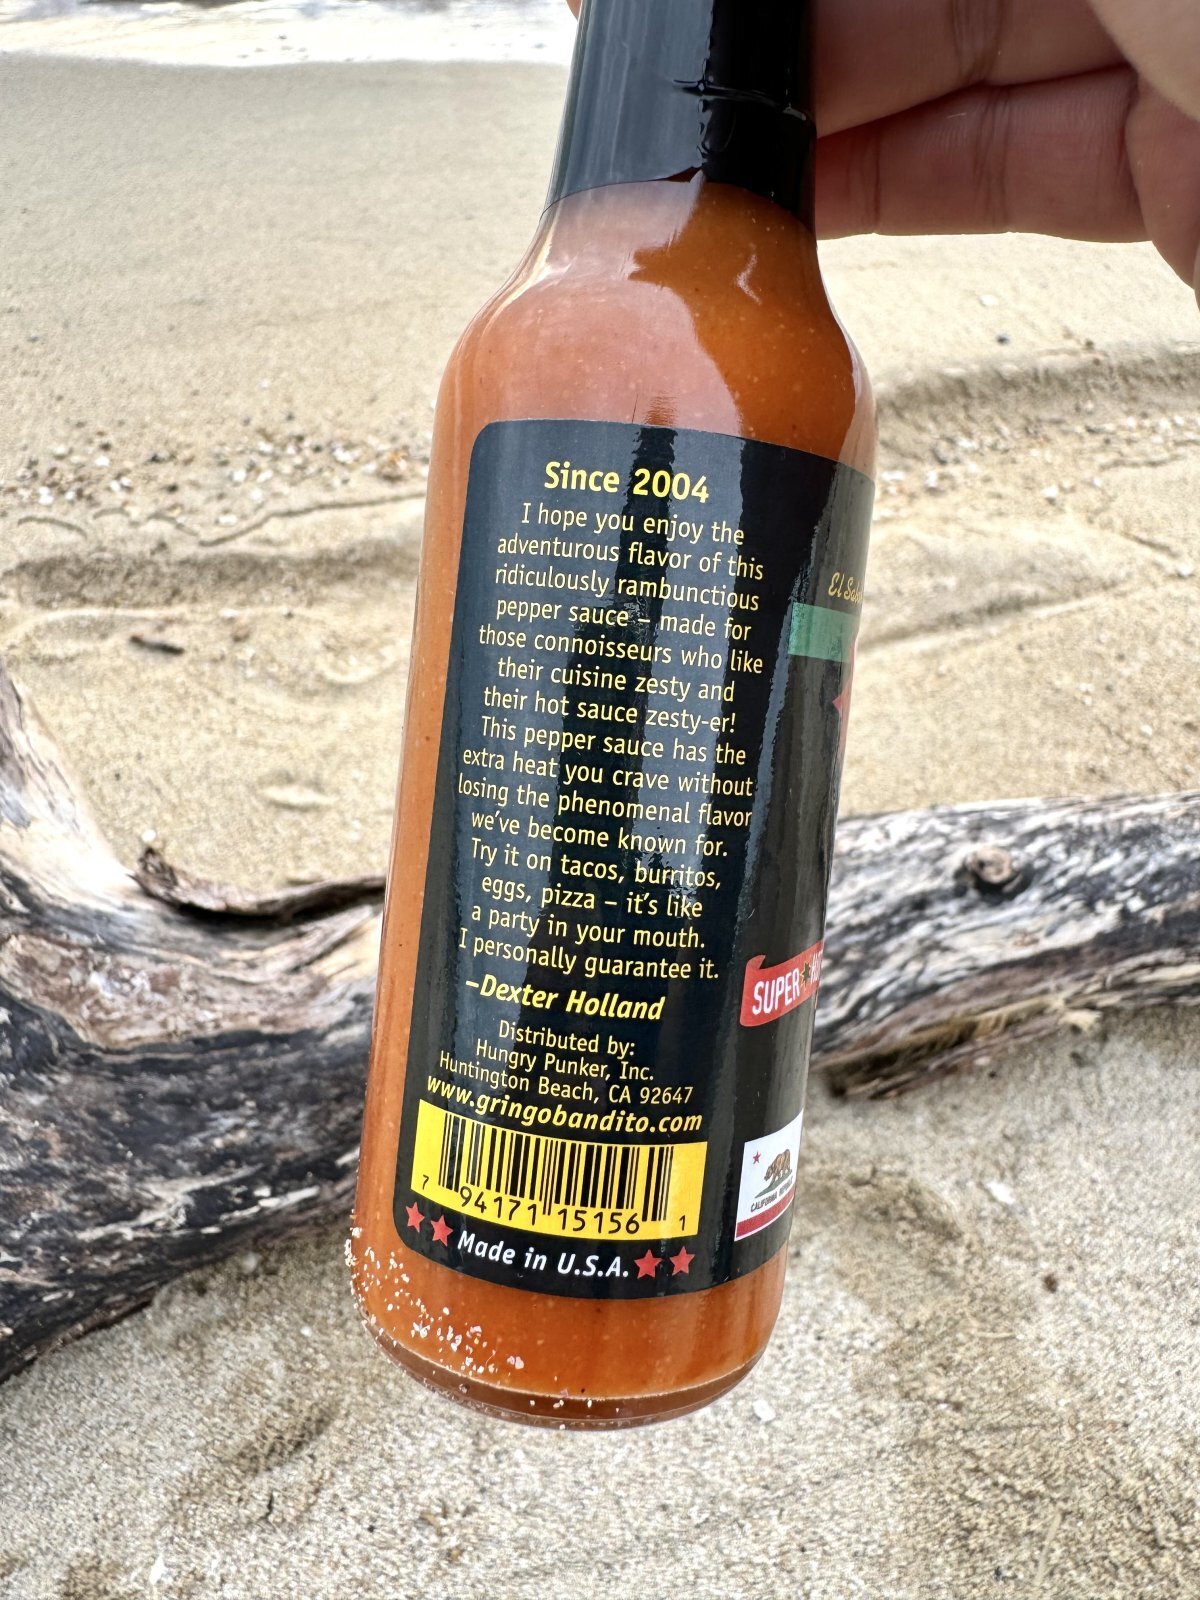 Since 2004
I hope you enjoy the
adventurous flavor of this
ridiculously rambunctious
pepper sauce – made for
those connoisseurs who like
their cuisine zesty and
their hot sauce zesty-er!
This pepper sauce has the
extra heat you crave without
losing the phenomenal flavor
we've become known for.
Try it on tacos, burritos,
eggs, pizza – it's like
a party in your mouth.
I personally guarantee it.
–Dexter Holland
Distributed by:
Hungry Punker, Inc.
Huntington Beach, CA 92647
www.gringobandito.com
7 94171 15156 1
Made in U.S.A.
El
SUPER
CALIFORNIA REPUBLIC